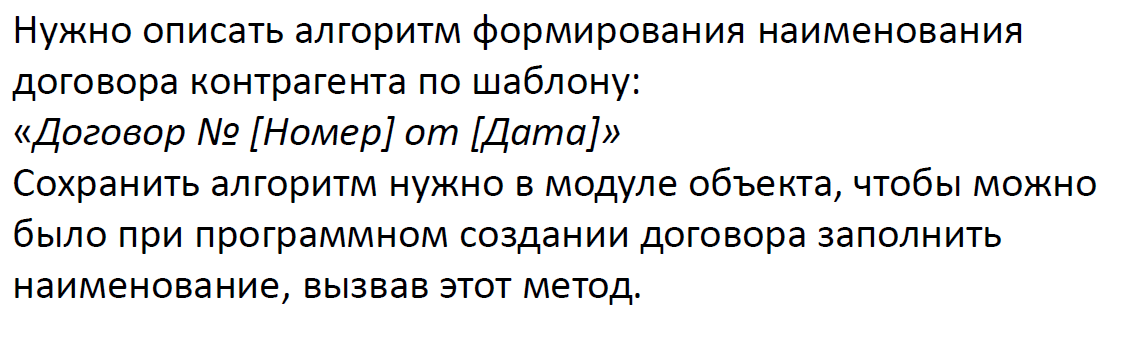 Нужно описать алгоритм формирования наименования
договора контрагента по шаблону:
«Договор № [Номер] от [Дата]»
Сохранить алгоритм нужно в модуле объекта, чтобы можно
было при программном создании договора заполнить
наименование, вызвав этот метод.